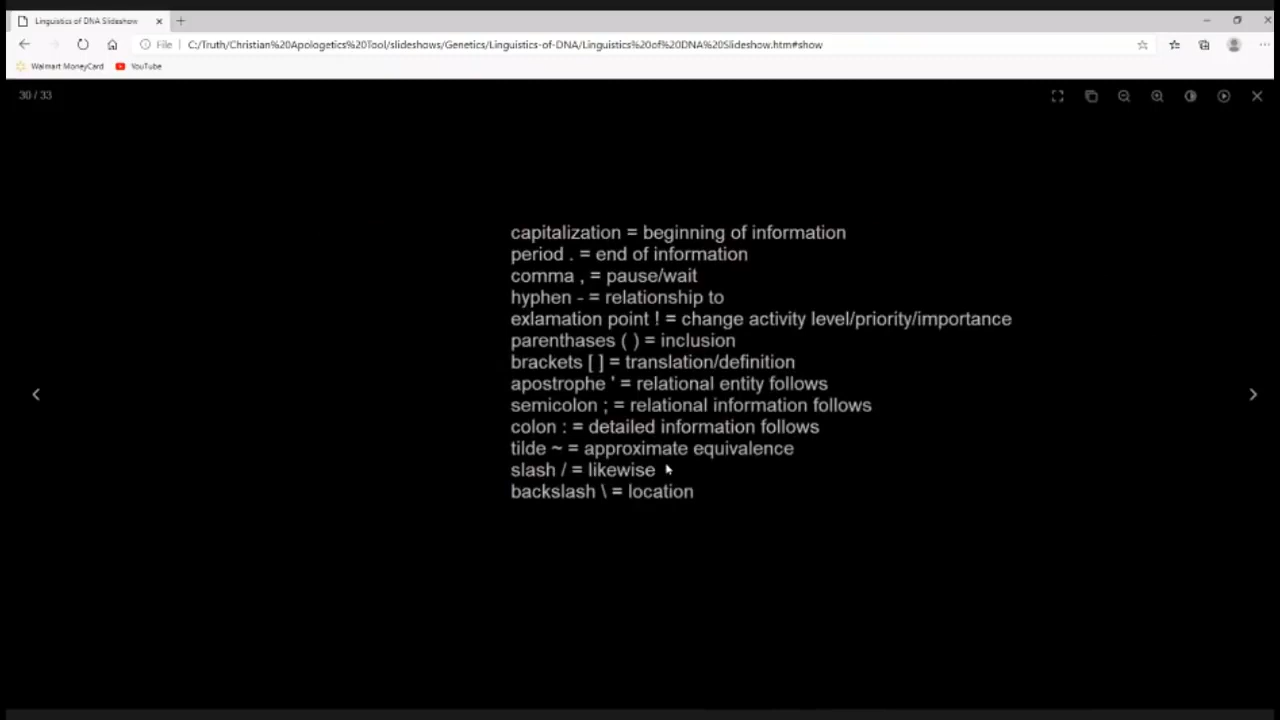 Linguistics of DNA Slideshow
File
C:/Truth/Christian%20Apologetics%20Tool/slideshows/Genetics/Linguistics-of-DNA/Linguistics%20of%20DNA%20Slideshow.htm#show
Walmart MoneyCard
YouTube
30 / 33
capitalization = beginning of information
period . = end of information
comma , = pause/wait
hyphen - = relationship to
exlamation point ! = change activity level/priority/importance
parenthases ( ) = inclusion
brackets [ ] = translation/definition
apostrophe ' = relational entity follows
semicolon ; = relational information follows
colon : = detailed information follows
tilde ~ = approximate equivalence
slash / = likewise
backslash \ = location